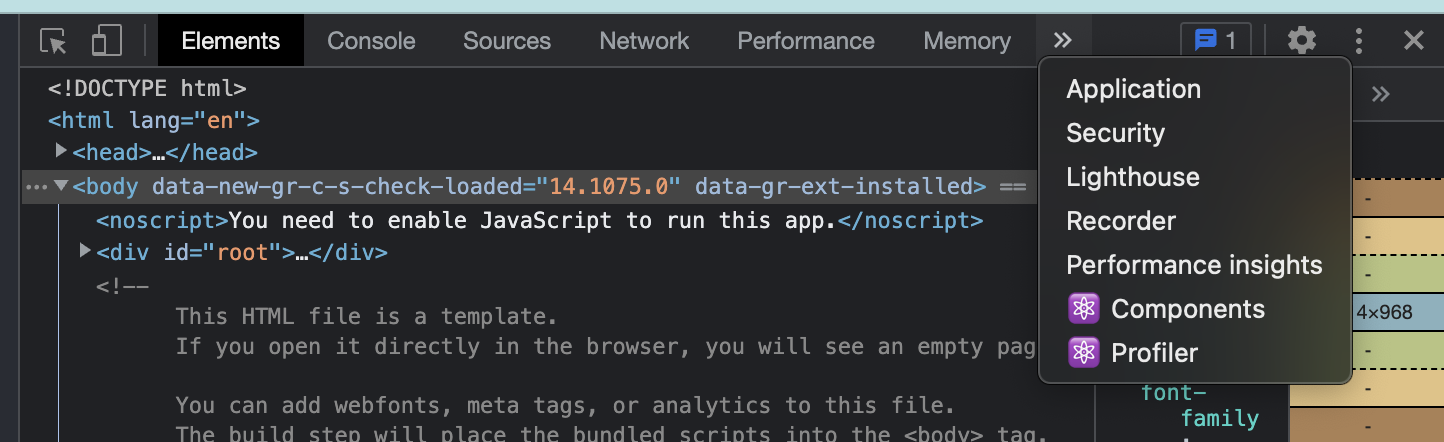 Elements Console Sources Network Performance Memory » 1
<!DOCTYPE html>
<html lang="en">
<head>…</head>
<body data-new-gr-c-s-check-loaded="14.1075.0" data-gr-ext-installed> ==
<noscript>You need to enable JavaScript to run this app.</noscript>
<div id="root">…</div>
<!--
This HTML file is a template.
If you open it directly in the browser, you will see an empty pag
You can add webfonts, meta tags, or analytics to this file.
The build step will place the bundled scripts into the <body> tag.
Application
Security
Lighthouse
Recorder
Performance insights
Components
Profiler
»
-
-
-
4×968
-
-
-
font-
family